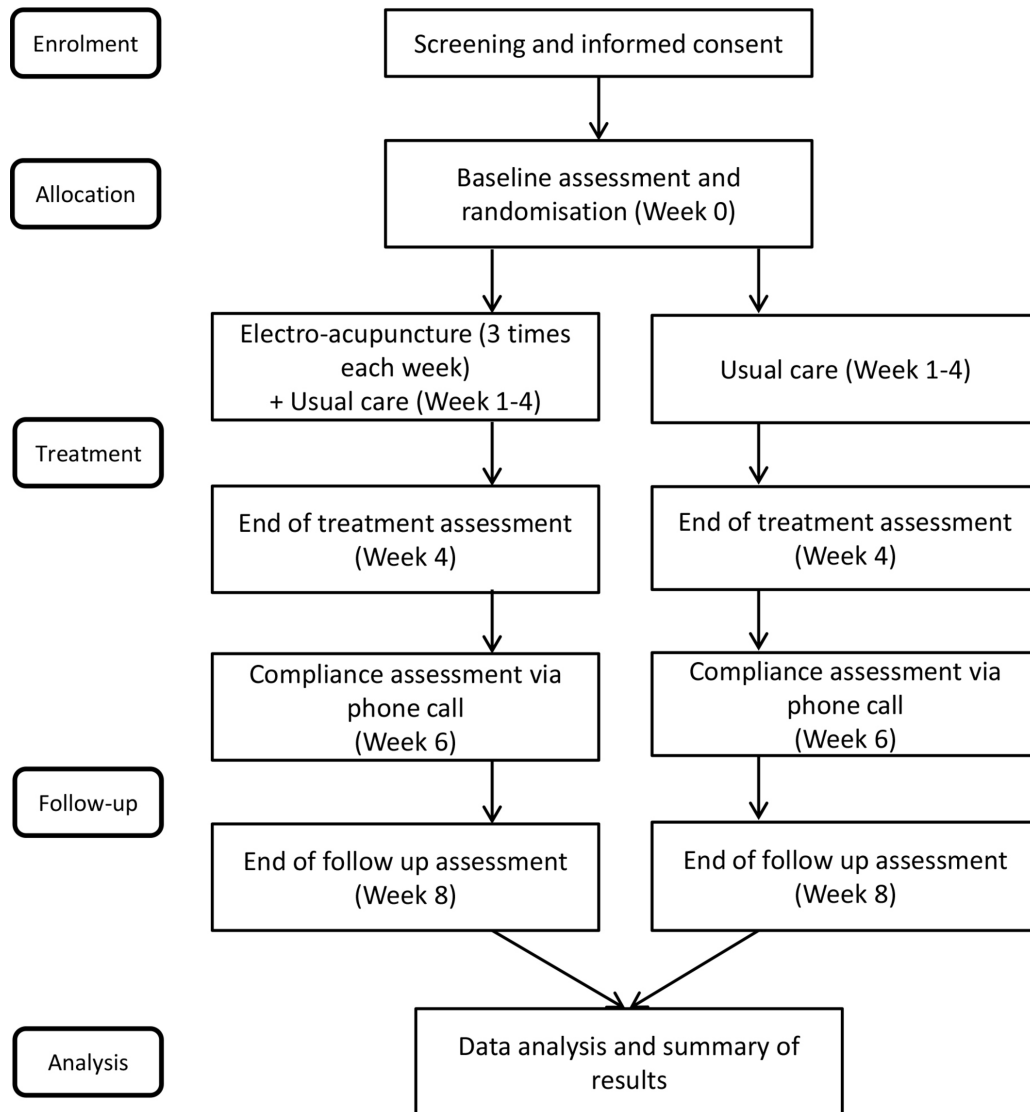 Enrolment
Screening and informed consent
Allocation
Baseline assessment and
randomisation (Week 0)
Electro-acupuncture (3 times
each week)
+ Usual care (Week 1-4)
Usual care (Week 1-4)
Treatment
End of treatment assessment
(Week 4)
End of treatment assessment
(Week 4)
Compliance assessment via
phone call
(Week 6)
Compliance assessment via
phone call
(Week 6)
Follow-up
End of follow up assessment
(Week 8)
End of follow up assessment
(Week 8)
Analysis
Data analysis and summary of
results